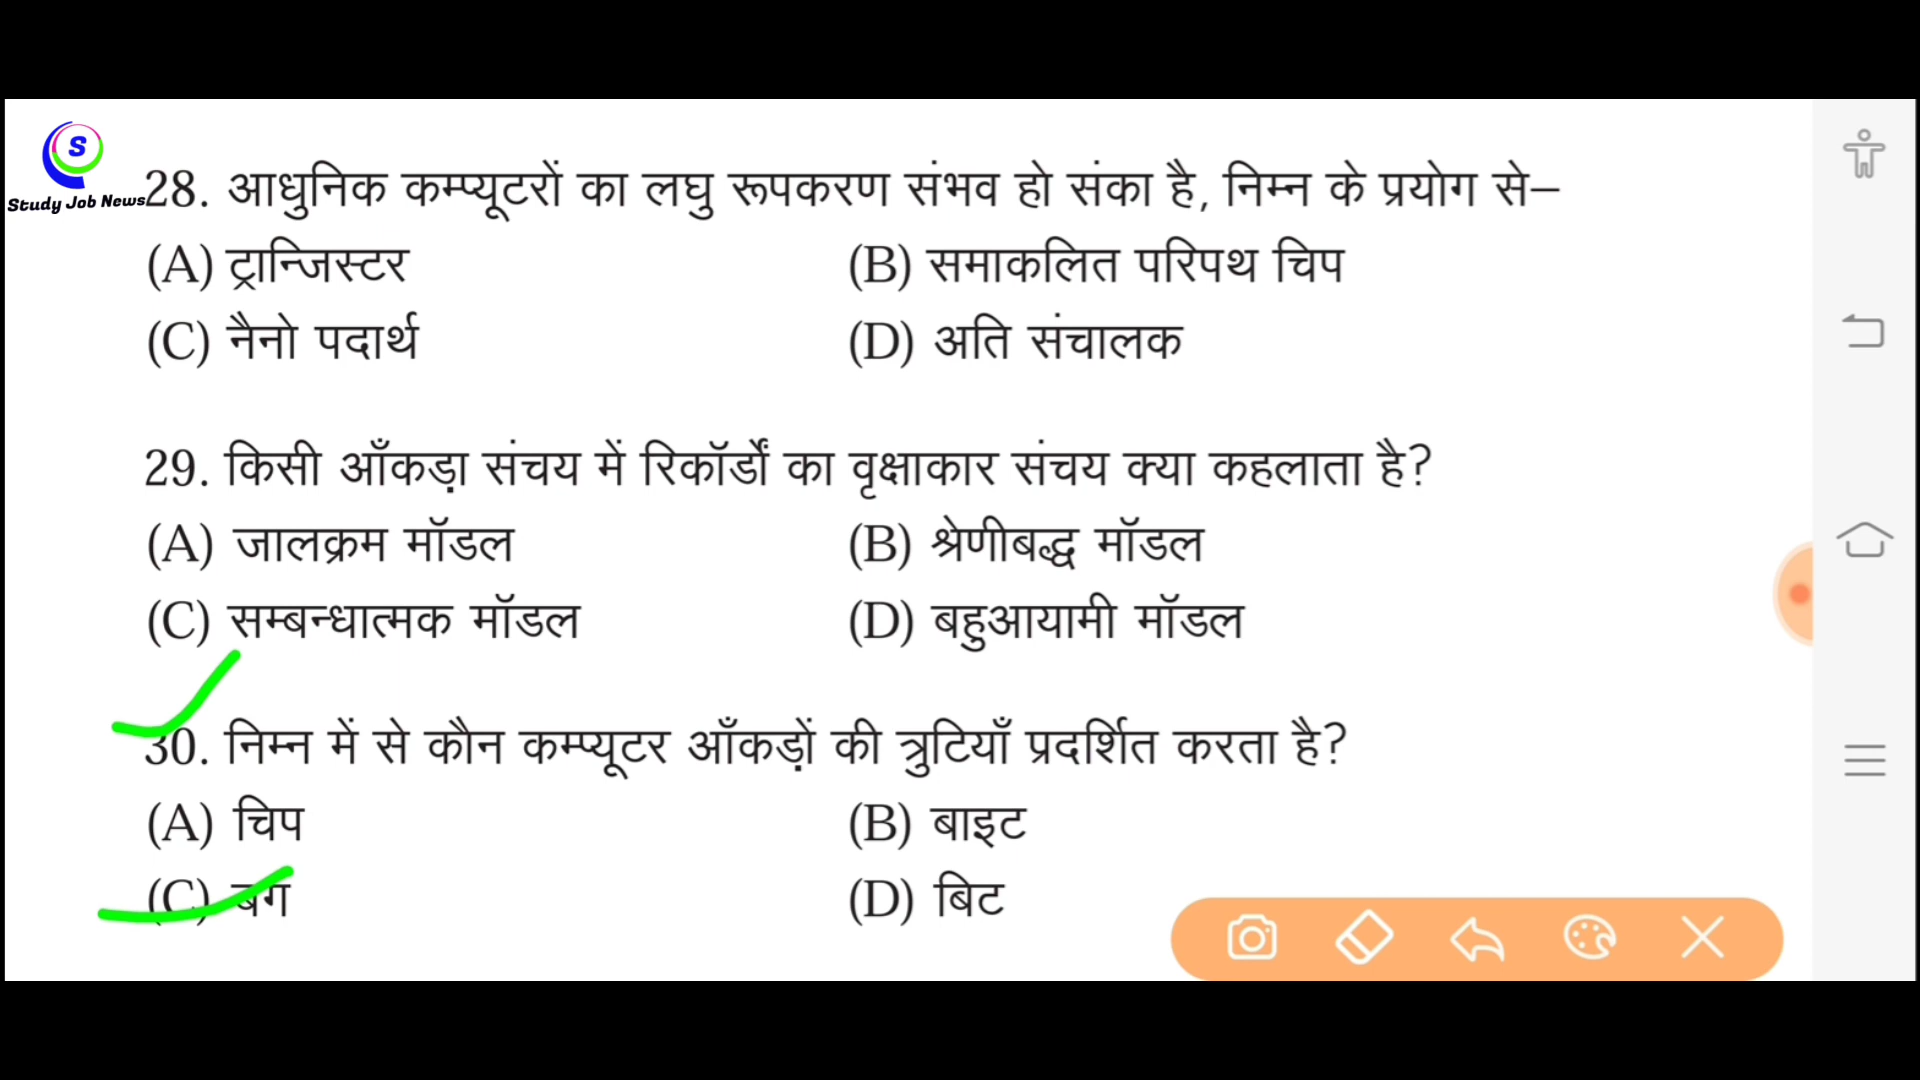 S
Study Job News
28. आधुनिक कम्प्यूटरों का लघु रूपकरण संभव हो संका है, निम्न के प्रयोग से–
(A) ट्रान्जिस्टर (B) समाकलित परिपथ चिप
(C) नैनो पदार्थ (D) अति संचालक
29. किसी आँकड़ा संचय में रिकॉर्डों का वृक्षाकार संचय क्या कहलाता है?
(A) जालक्रम मॉडल (B) श्रेणीबद्ध मॉडल
(C) सम्बन्धात्मक मॉडल (D) बहुआयामी मॉडल
30. निम्न में से कौन कम्प्यूटर आँकड़ों की त्रुटियाँ प्रदर्शित करता है?
(A) चिप (B) बाइट
(C) बग (D) बिट